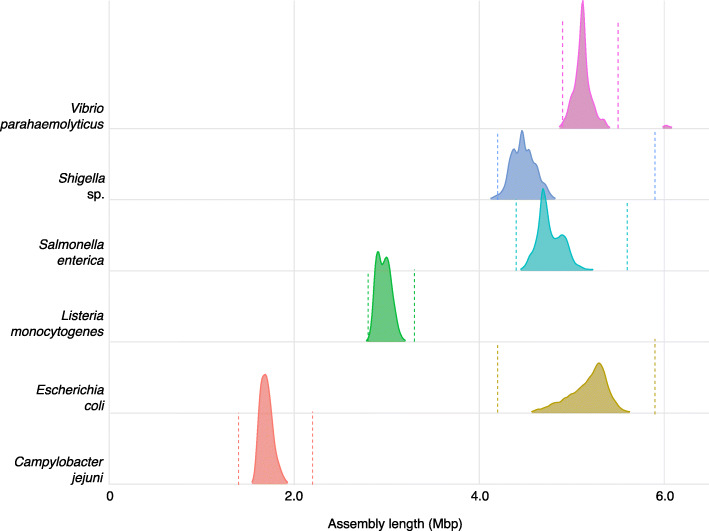 Vibrio
parahaemolyticus
Shigella
sp.
Salmonella
enterica
Listeria
monocytogenes
Escherichia
coli
Campylobacter
jejuni
0 2.0 4.0 6.0
Assembly length (Mbp)